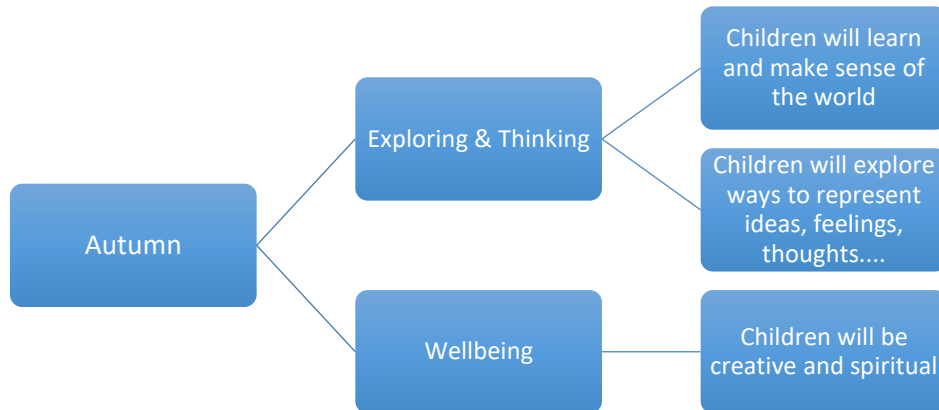 Autumn
Exploring & Thinking
Children will learn
and make sense of
the world
Children will explore
ways to represent
ideas, feelings,
thoughts....
Wellbeing
Children will be
creative and spiritual